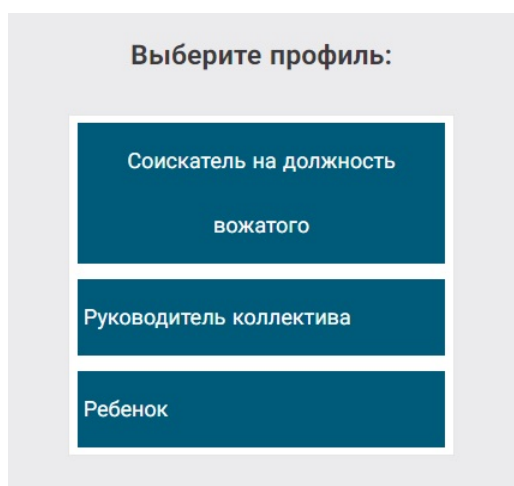 Выберите профиль:
Соискатель на должность
вожатого
Руководитель коллектива
Ребенок